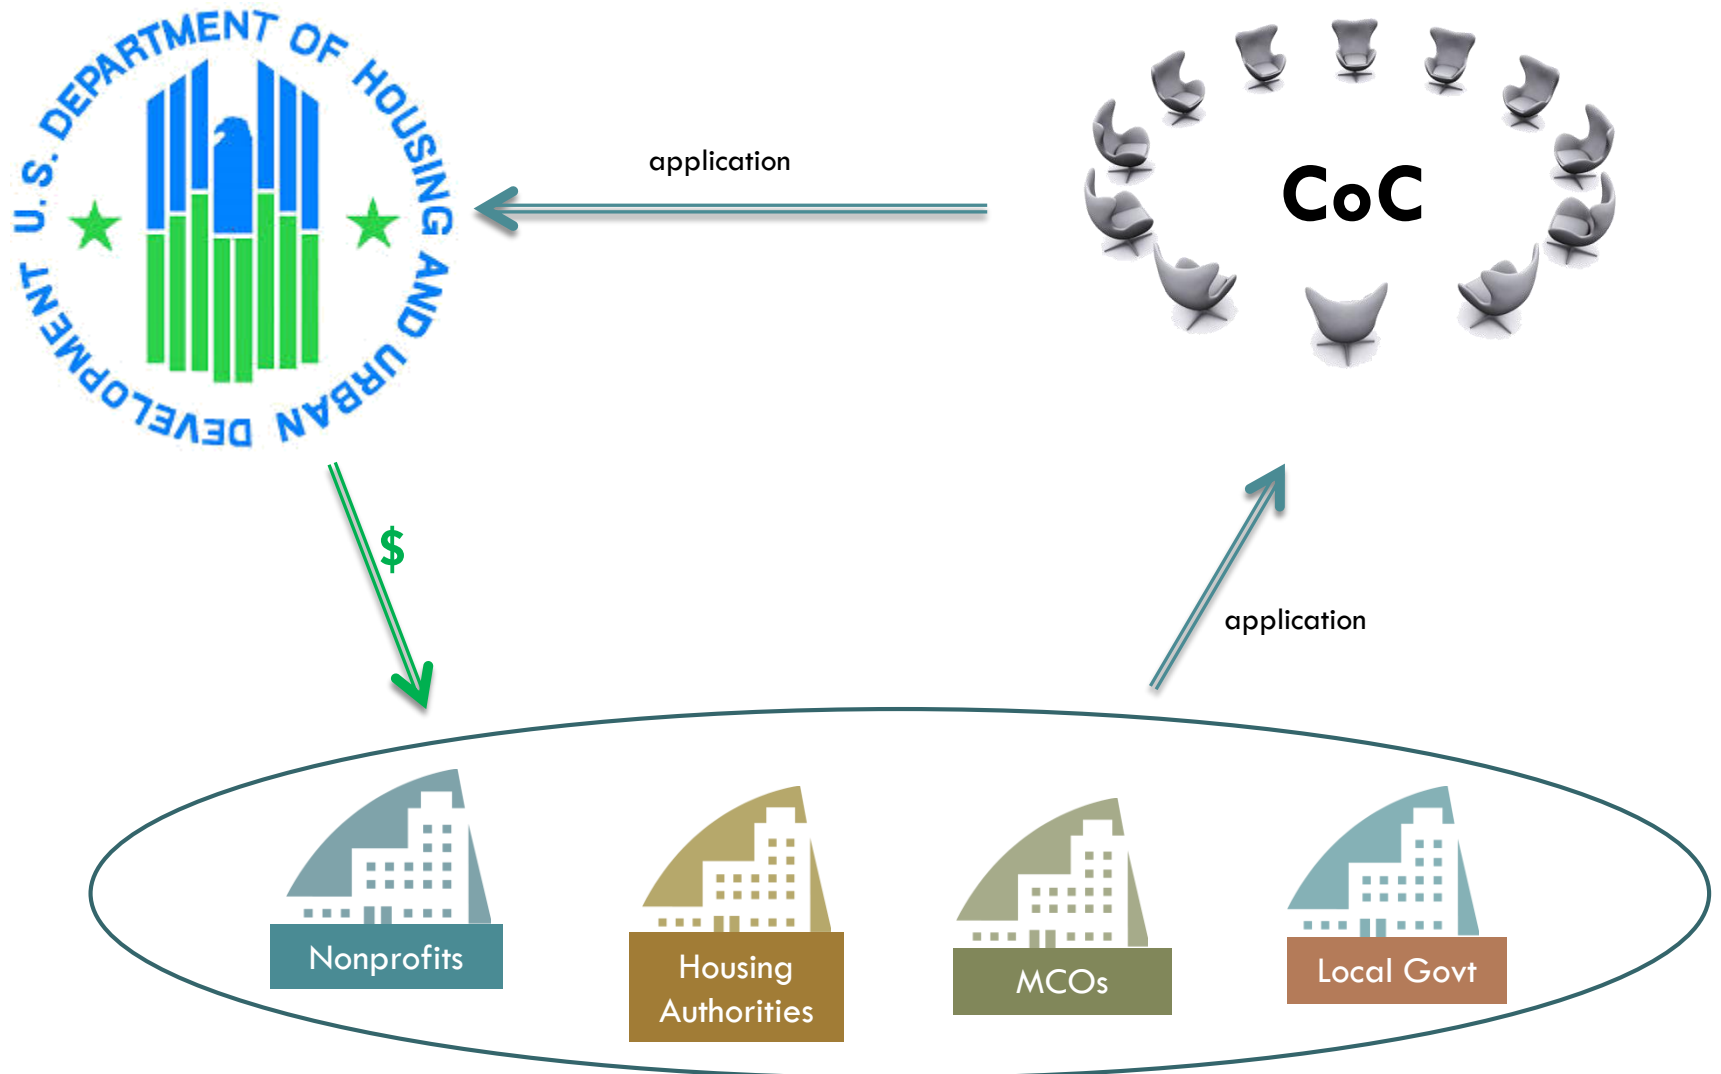 U.S. DEPARTMENT OF HOUSING AND URBAN DEVELOPMENT
application
CoC
$
application
Nonprofits
Housing
Authorities
MCOs
Local Govt